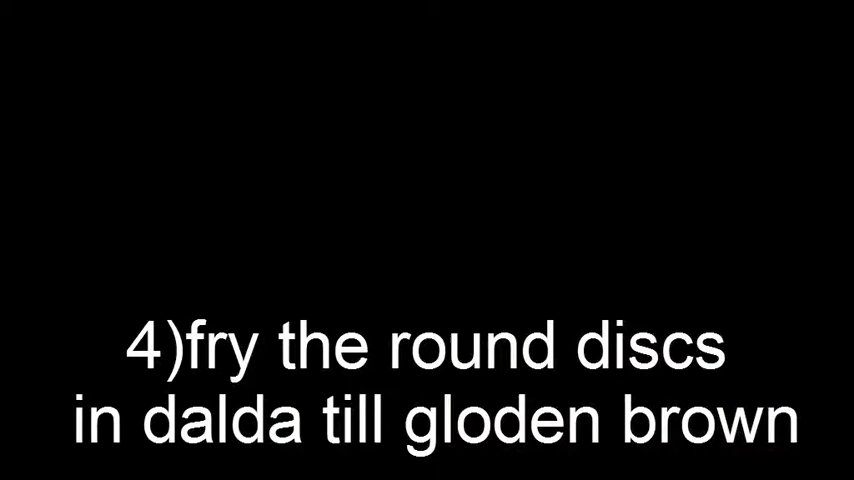 4)fry the round discs
in dalda till gloden brown